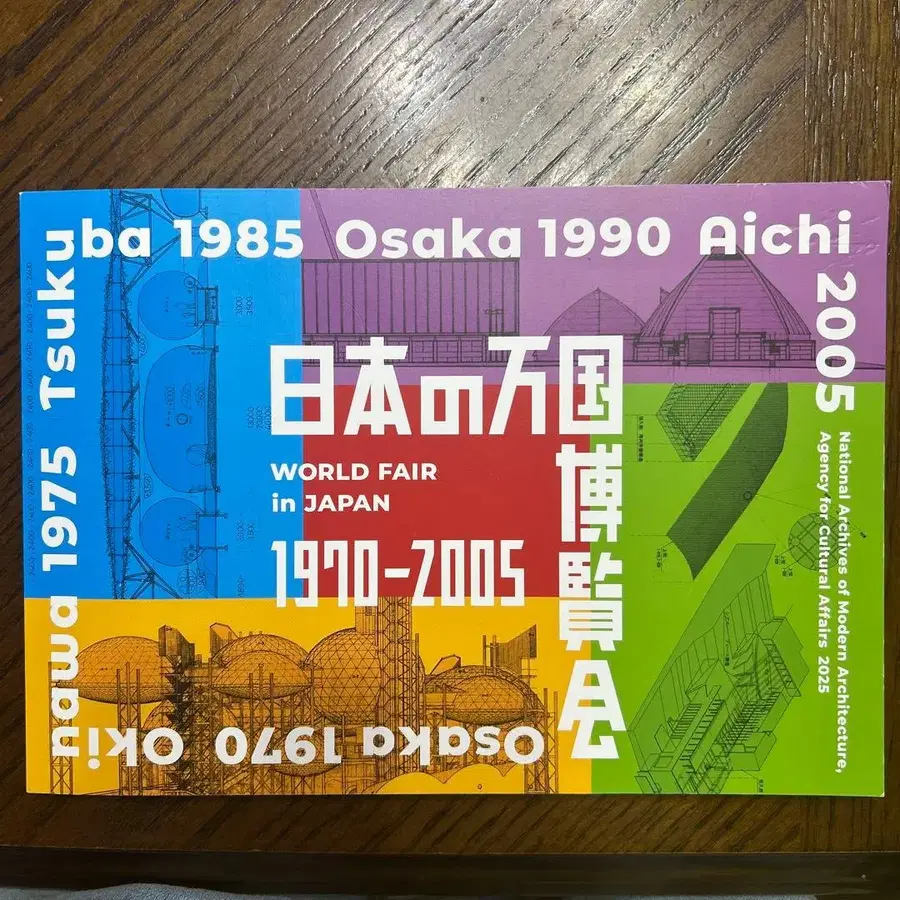 Osaka 1970
Okinawa 1975
Tsukuba 1985
Osaka 1990
Aichi 2005
日本の万国
博覧会
WORLD FAIR
in JAPAN
1970-2005
National Archives of Modern Architecture,
Agency for Cultural Affairs 2025